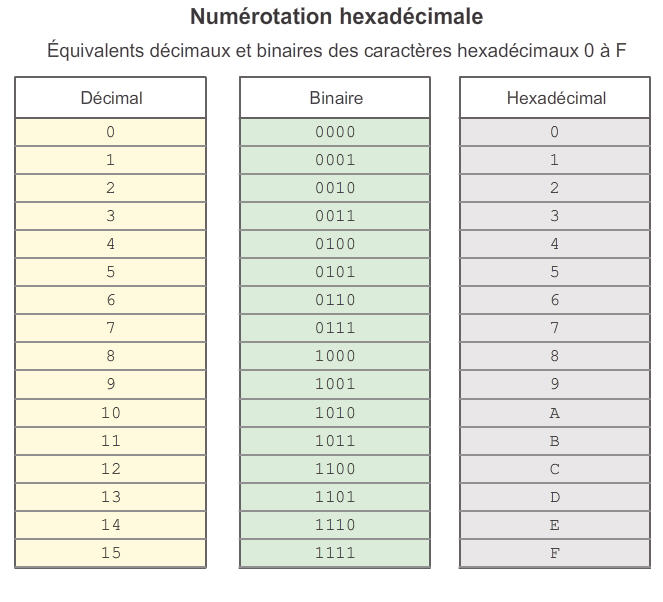 Numérotation hexadécimale
Équivalents décimaux et binaires des caractères hexadécimaux 0 à F
Décimal Binaire Hexadécimal
0 0000 0
1 0001 1
2 0010 2
3 0011 3
4 0100 4
5 0101 5
6 0110 6
7 0111 7
8 1000 8
9 1001 9
10 1010 A
11 1011 B
12 1100 C
13 1101 D
14 1110 E
15 1111 F